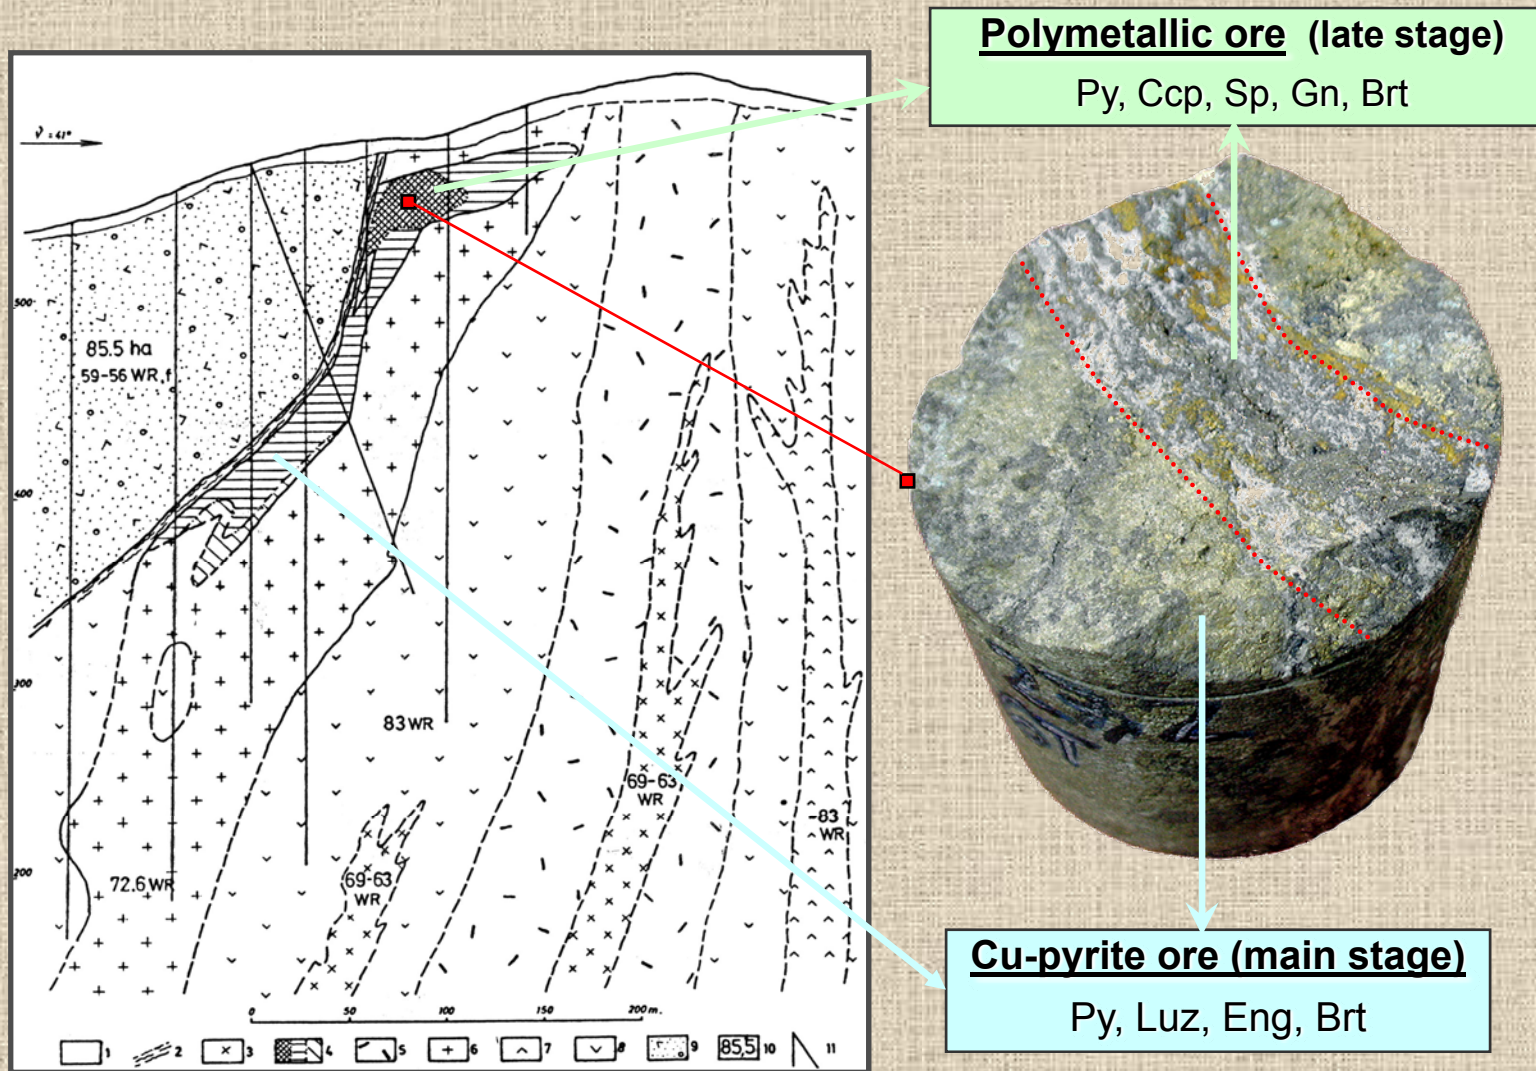 Polymetallic ore (late stage)
Py, Ccp, Sp, Gn, Brt
500
85.5 ha
59-56 WR, f
400
300
83 WR
69-63
WR
-83
WR
200
72.6 WR
69-63
WR
0 50 100 150 200 m.
1 2 3 4 5 6 7 8 9 85,5 10 11
Cu-pyrite ore (main stage)
Py, Luz, Eng, Brt